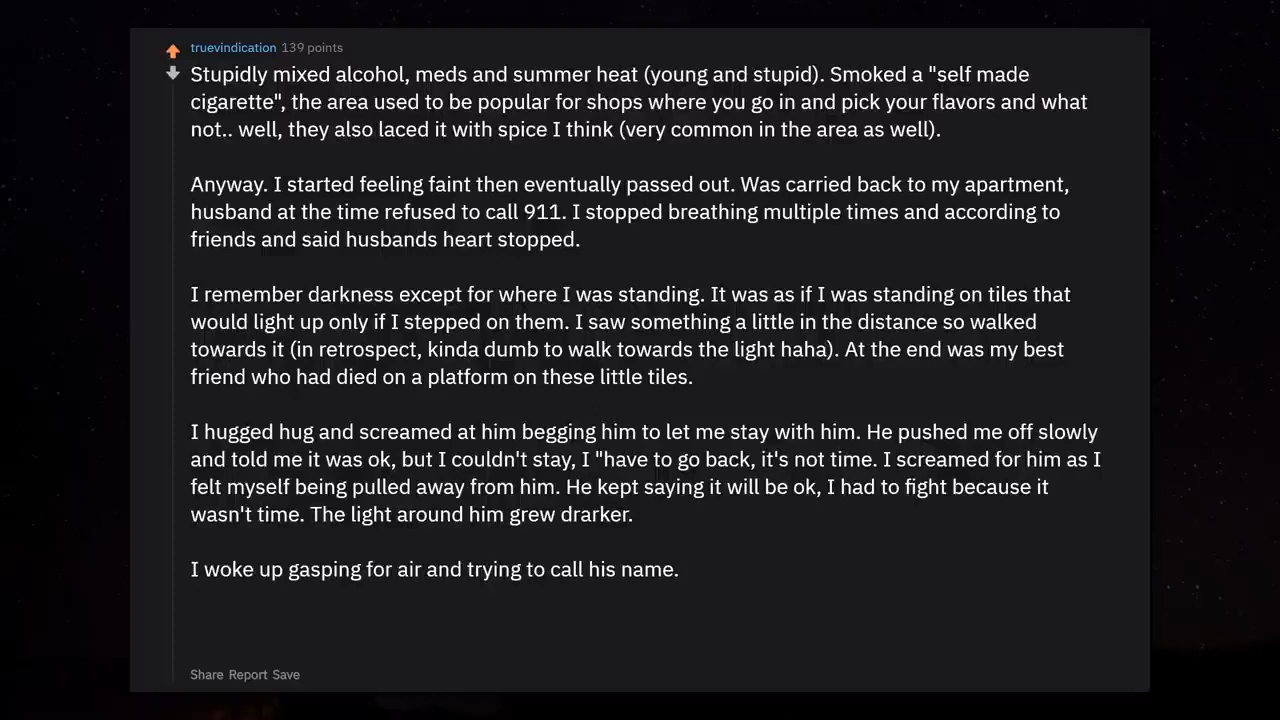 truevindication 139 points
Stupidly mixed alcohol, meds and summer heat (young and stupid). Smoked a "self made
cigarette", the area used to be popular for shops where you go in and pick your flavors and what
not.. well, they also laced it with spice I think (very common in the area as well).
Anyway. I started feeling faint then eventually passed out. Was carried back to my apartment,
husband at the time refused to call 911. I stopped breathing multiple times and according to
friends and said husbands heart stopped.
I remember darkness except for where I was standing. It was as if I was standing on tiles that
would light up only if I stepped on them. I saw something a little in the distance so walked
towards it (in retrospect, kinda dumb to walk towards the light haha). At the end was my best
friend who had died on a platform on these little tiles.
I hugged hug and screamed at him begging him to let me stay with him. He pushed me off slowly
and told me it was ok, but I couldn't stay, I "have to go back, it's not time. I screamed for him as I
felt myself being pulled away from him. He kept saying it will be ok, I had to fight because it
wasn't time. The light around him grew drarker.
I woke up gasping for air and trying to call his name.
Share Report Save